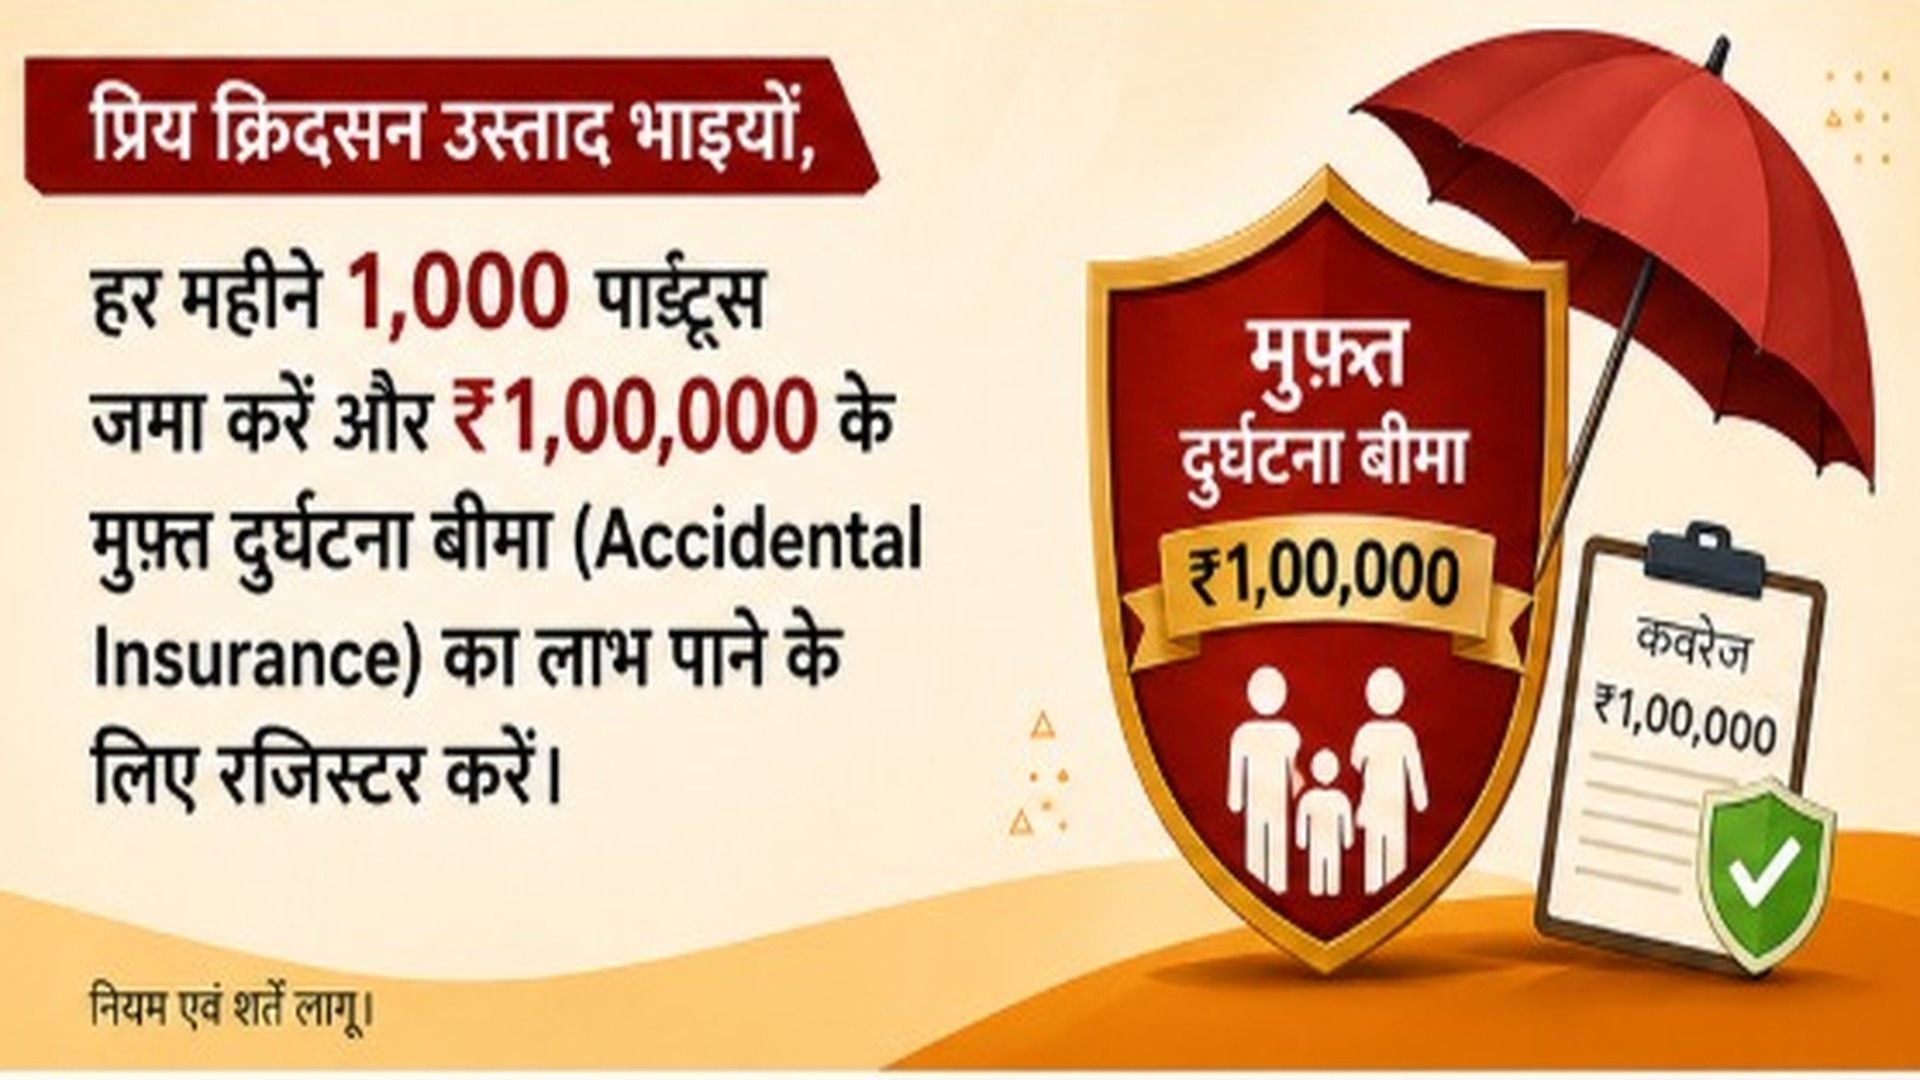 प्रिय क्रिदसन उस्ताद भाइयों,
हर महीने 1,000 पार्इटूस
जमा करें और ₹1,00,000 के
मुफ़्त दुर्घटना बीमा (Accidental
Insurance) का लाभ पाने के
लिए रजिस्टर करें।
नियम एवं शर्तें लागू।
मुफ़्त
दुर्घटना बीमा
₹1,00,000
कवरेज
₹1,00,000